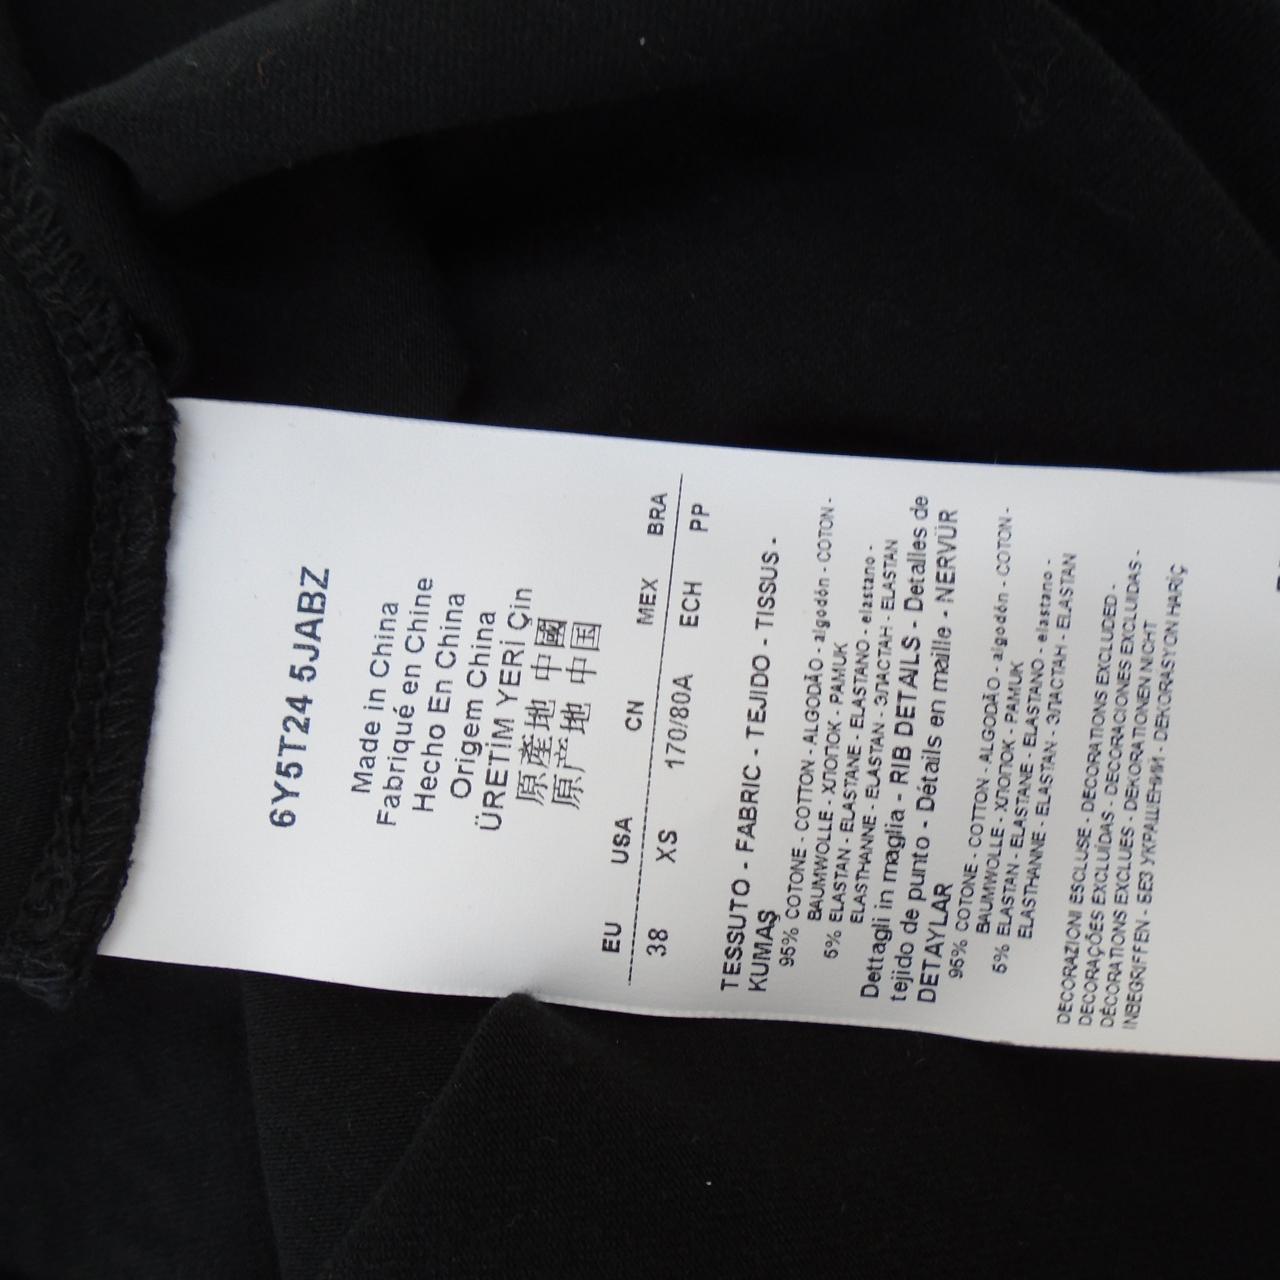 6Y5T24 5JABZ
Made in China
Fabriqué en Chine
Hecho En China
Origem China
ÜRETİM YERİ Çin
原產地 中國
原产地 中国
EU USA CN MEX BRA
38 XS 170/80A ECH PP
TESSUTO - FABRIC - TEJIDO - TISSUS -
KUMAŞ
95% COTONE - COTTON - ALGODÃO - algodón - COTON -
BAUMWOLLE - ХЛОПОК - PAMUK
5% ELASTAN - ELASTANE - ELASTANO - elastano -
ELASTHANNE - ELASTAN - ЭЛАСТАН - ELASTAN
Dettagli in maglia - RIB DETAILS - Detalles de
tejido de punto - Détails en maille - NERVÜR
DETAYLAR
95% COTONE - COTTON - ALGODÃO - algodón - COTON -
BAUMWOLLE - ХЛОПОК - PAMUK
5% ELASTAN - ELASTANE - ELASTANO - elastano -
ELASTHANNE - ELASTAN - ЭЛАСТАН - ELASTAN
DECORAZIONI ESCLUSE - DECORATIONS EXCLUDED -
DECORAÇÕES EXCLUÍDAS - DECORACIONES EXCLUIDAS -
DÉCORATIONS EXCLUES - DEKORATIONEN NICHT
INBEGRIFFEN - БЕЗ УКРАШЕНИЙ - DEKORASYON HARİÇ